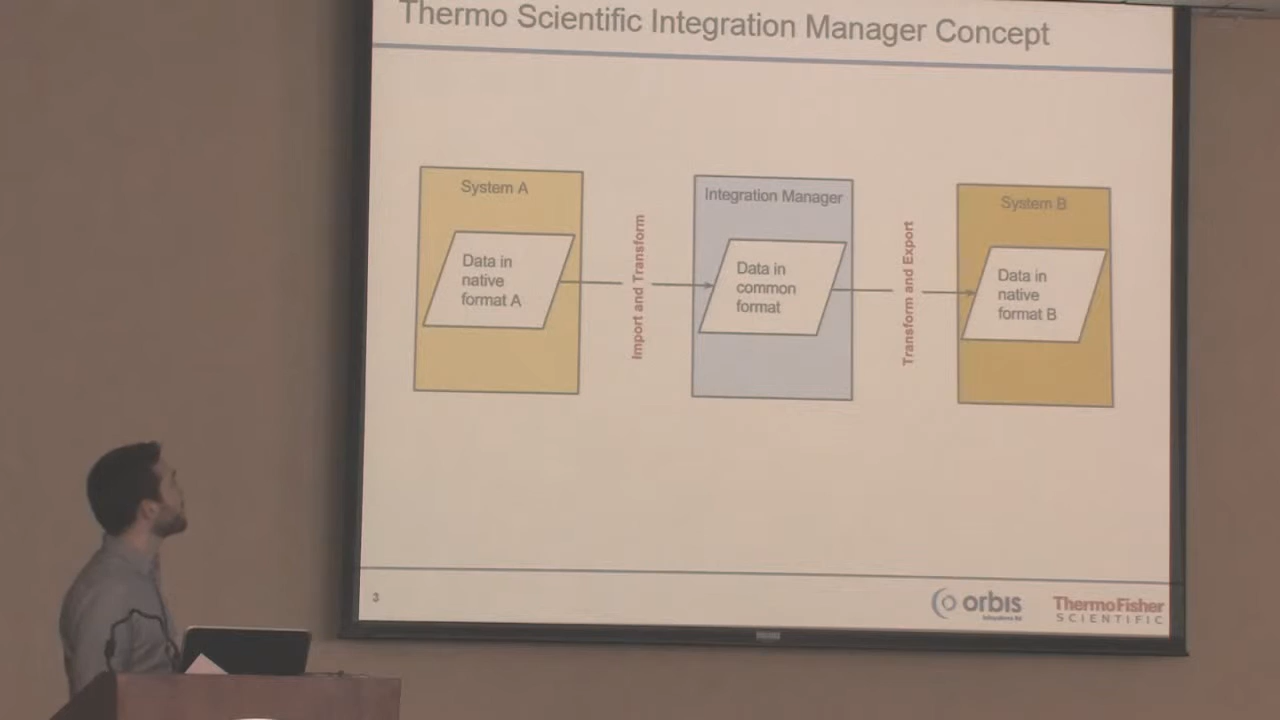 Thermo Scientific Integration Manager Concept
System A
Data in
native
format A
Import and Transform
Integration Manager
Data in
common
format
Transform and Export
System B
Data in
native
format B
3
orbis
ThermoFisher
SCIENTIFIC